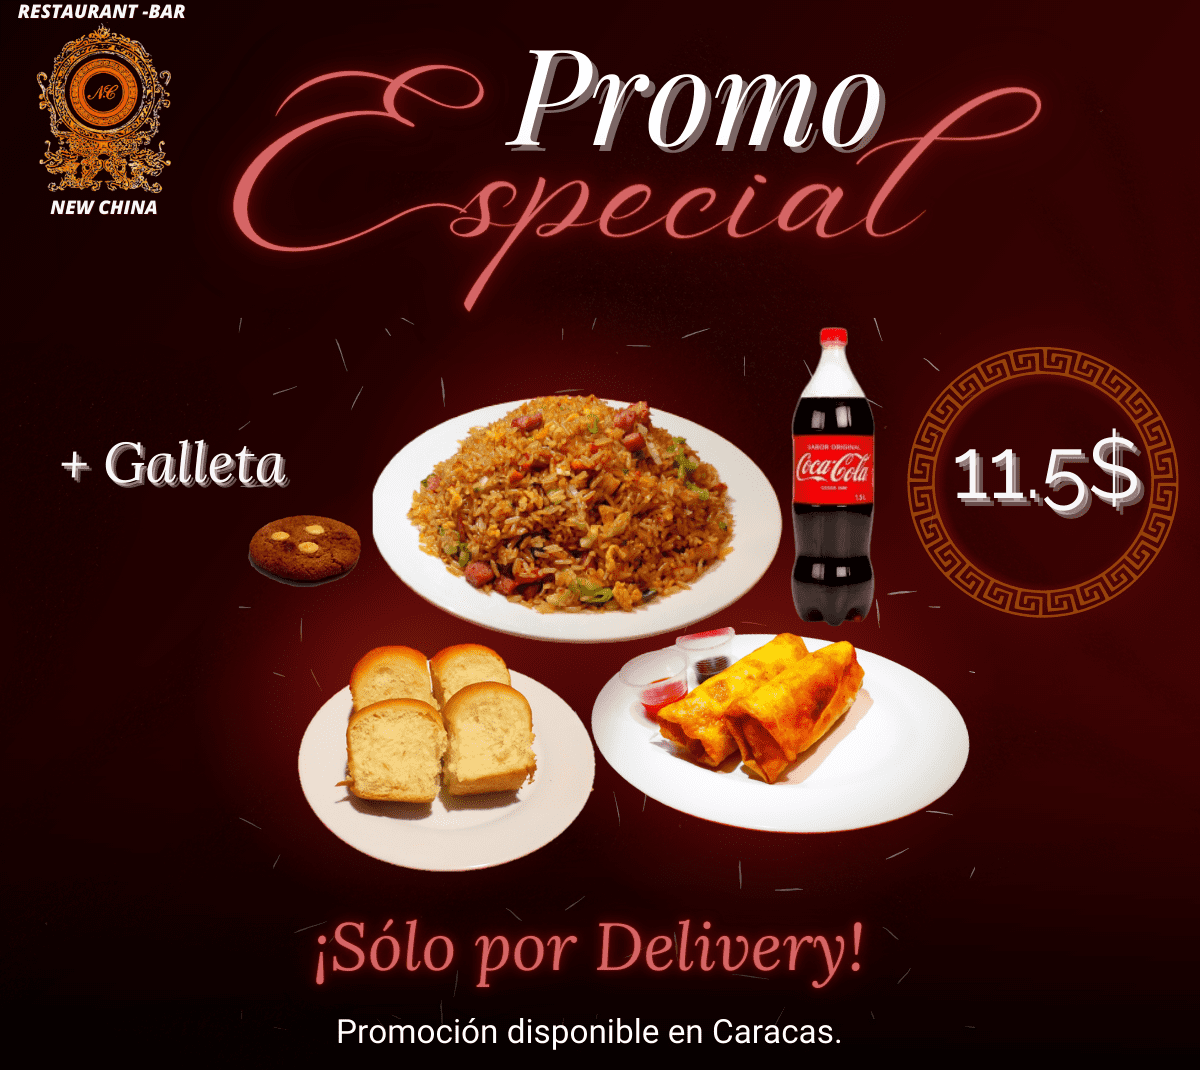 RESTAURANT -BAR
NC
NEW CHINA
Promo
Especial
+ Galleta
SABOR ORIGINAL
Coca-Cola
1,5 L
11.5$
¡Sólo por Delivery!
Promoción disponible en Caracas.